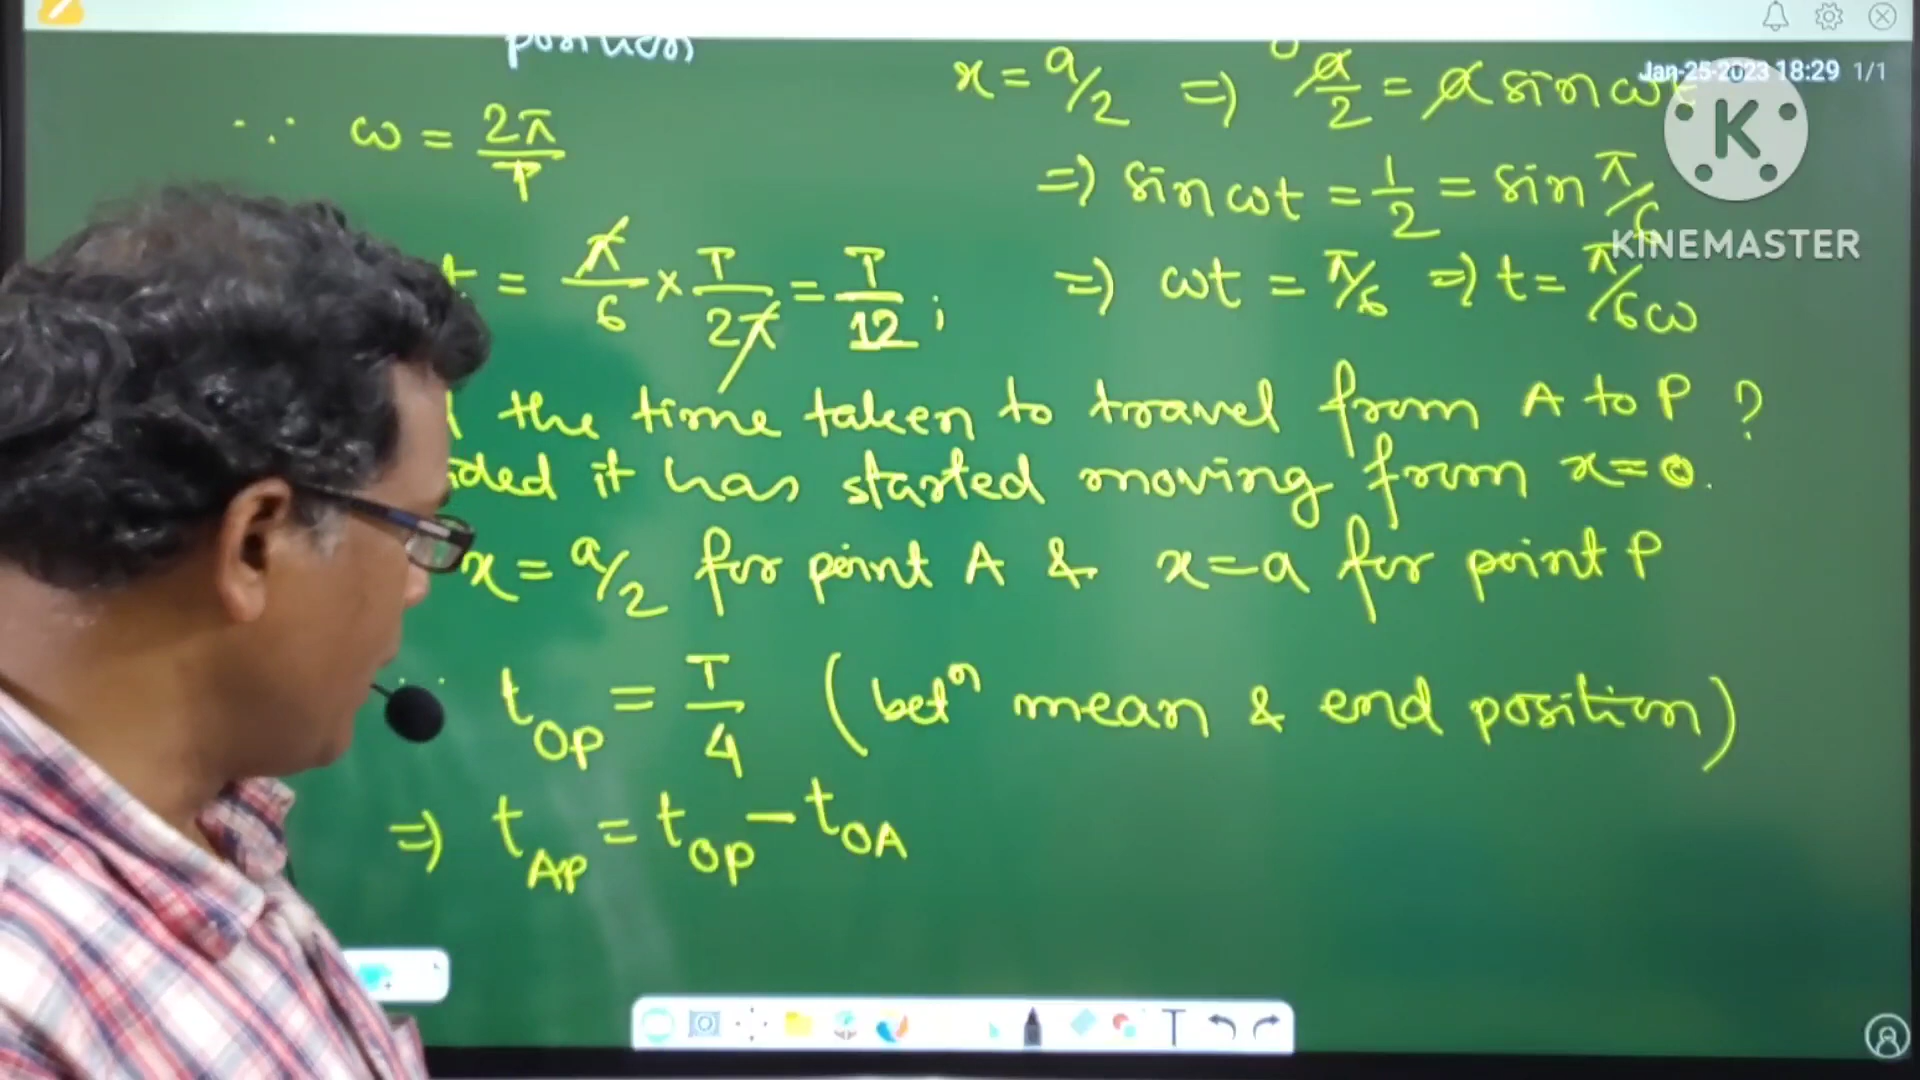 position
Jan-25-2023 18:29 1/1
x = a/2 => a/2 = a sin ωt
∵ ω = 2π/T
=> sin ωt = 1/2 = sin π/6
K
KINEMASTER
t = π/6 × T/2π = T/12 ;
=> ωt = π/6 => t = π/6ω
the time taken to travel from A to P ?
it has started moving from x = 0.
x = a/2 for point A & x = a for point P
t_OP = T/4 (betⁿ mean & end position)
=> t_AP = t_OP - t_OA
T